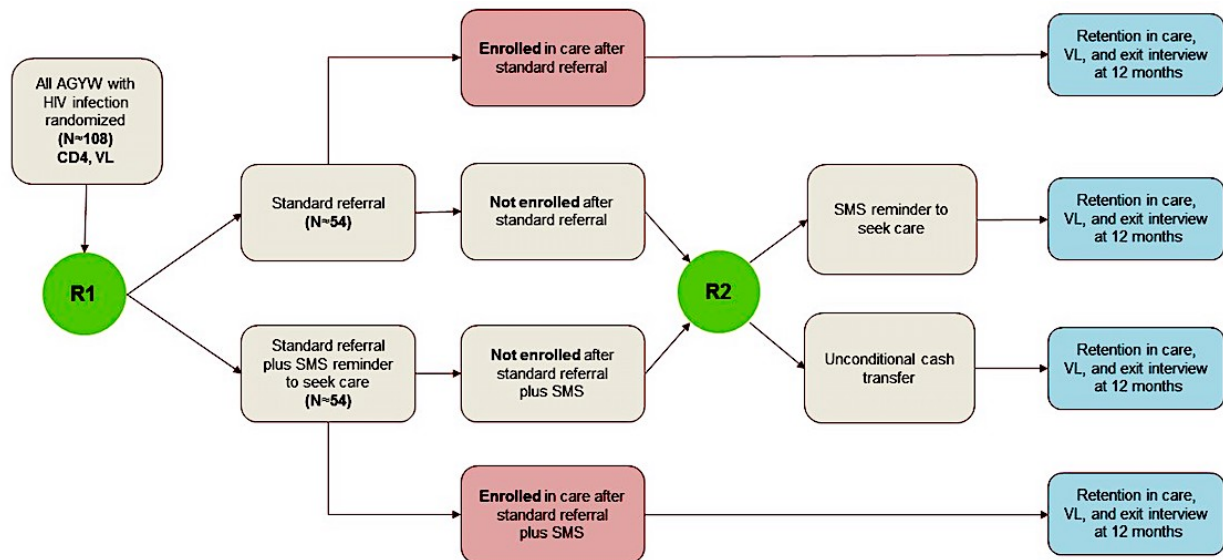 All AGYW with
HIV infection
randomized
(N≈108)
CD4, VL
R1
Standard referral
(N≈54)
Standard referral
plus SMS reminder
to seek care
(N≈54)
Enrolled in care after
standard referral
Not enrolled after
standard referral
Not enrolled after
standard referral
plus SMS
Enrolled in care after
standard referral
plus SMS
R2
SMS reminder to
seek care
Unconditional cash
transfer
Retention in care,
VL, and exit interview
at 12 months
Retention in care,
VL, and exit interview
at 12 months
Retention in care,
VL, and exit interview
at 12 months
Retention in care,
VL, and exit interview
at 12 months